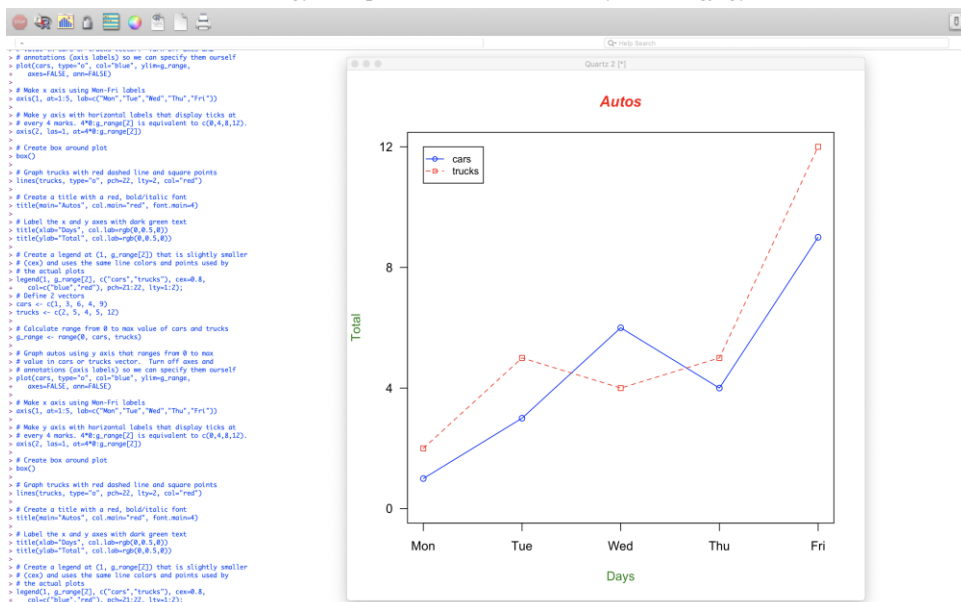 Help Search
> # value in cars or trucks vector.  Turn off axes and
> # annotations (axis labels) so we can specify them ourself
> plot(cars, type="o", col="blue", ylim=g_range,
+    axes=FALSE, ann=FALSE)
>
> # Make x axis using Mon-Fri labels
> axis(1, at=1:5, lab=c("Mon","Tue","Wed","Thu","Fri"))
>
> # Make y axis with horizontal labels that display ticks at
> # every 4 marks. 4*0:g_range[2] is equivalent to c(0,4,8,12).
> axis(2, las=1, at=4*0:g_range[2])
>
> # Create box around plot
> box()
>
> # Graph trucks with red dashed line and square points
> lines(trucks, type="o", pch=22, lty=2, col="red")
>
> # Create a title with a red, bold/italic font
> title(main="Autos", col.main="red", font.main=4)
>
> # Label the x and y axes with dark green text
> title(xlab="Days", col.lab=rgb(0,0.5,0))
> title(ylab="Total", col.lab=rgb(0,0.5,0))
>
> # Create a legend at (1, g_range[2]) that is slightly smaller
> # (cex) and uses the same line colors and points used by
> # the actual plots
> legend(1, g_range[2], c("cars","trucks"), cex=0.8,
+    col=c("blue","red"), pch=21:22, lty=1:2);
> # Define 2 vectors
> cars <- c(1, 3, 6, 4, 9)
> trucks <- c(2, 5, 4, 5, 12)
>
> # Calculate range from 0 to max value of cars and trucks
> g_range <- range(0, cars, trucks)
>
> # Graph autos using y axis that ranges from 0 to max
> # value in cars or trucks vector.  Turn off axes and
> # annotations (axis labels) so we can specify them ourself
> plot(cars, type="o", col="blue", ylim=g_range,
+    axes=FALSE, ann=FALSE)
>
> # Make x axis using Mon-Fri labels
> axis(1, at=1:5, lab=c("Mon","Tue","Wed","Thu","Fri"))
>
> # Make y axis with horizontal labels that display ticks at
> # every 4 marks. 4*0:g_range[2] is equivalent to c(0,4,8,12).
> axis(2, las=1, at=4*0:g_range[2])
>
> # Create box around plot
> box()
>
> # Graph trucks with red dashed line and square points
> lines(trucks, type="o", pch=22, lty=2, col="red")
>
> # Create a title with a red, bold/italic font
> title(main="Autos", col.main="red", font.main=4)
>
> # Label the x and y axes with dark green text
> title(xlab="Days", col.lab=rgb(0,0.5,0))
> title(ylab="Total", col.lab=rgb(0,0.5,0))
>
> # Create a legend at (1, g_range[2]) that is slightly smaller
> # (cex) and uses the same line colors and points used by
> # the actual plots
> legend(1, g_range[2], c("cars","trucks"), cex=0.8,
+    col=c("blue","red"), pch=21:22, lty=1:2);
Quartz 2 [*]
Autos
cars
trucks
12
8
4
0
Total
Mon Tue Wed Thu Fri
Days